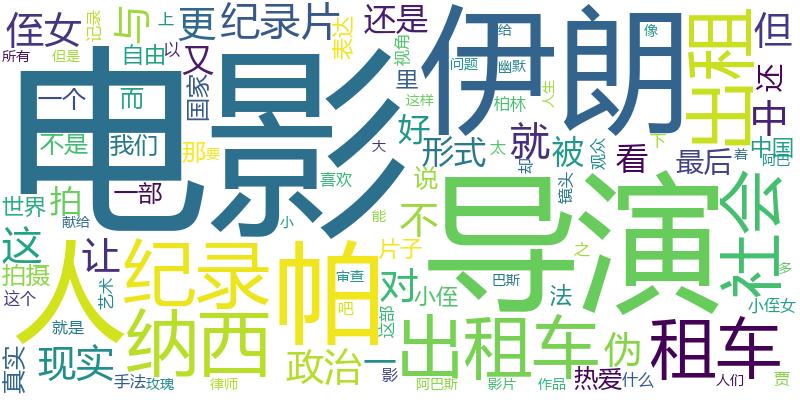 侄女
与
记录
上
更
纪录片
还是
表达
视角
给
像
伊朗
出租
但
所有
但是
自由
以
又
国家
里
问题
幽默
中
还
电影
一个
而
柏林
人生
不是
我们
那
要
这样
大
好
形式
就
被
看
最后
中国
阿巴
着
太
却
观众
下
拍
一部
喜欢
说
镜头
世界
献给
小
能
不
导演
社会
这
让
人
纪录
帕
片子
之
多
拍摄
审查
对
小侄
巴斯
法
小侄女
这个
艺术
纳西
吧
这部
就是
出租车
伪
租车
真实
现实
政治
一
影
热爱
什么
人们
贾
手法
玫瑰
律师
阿巴斯
影片
作品